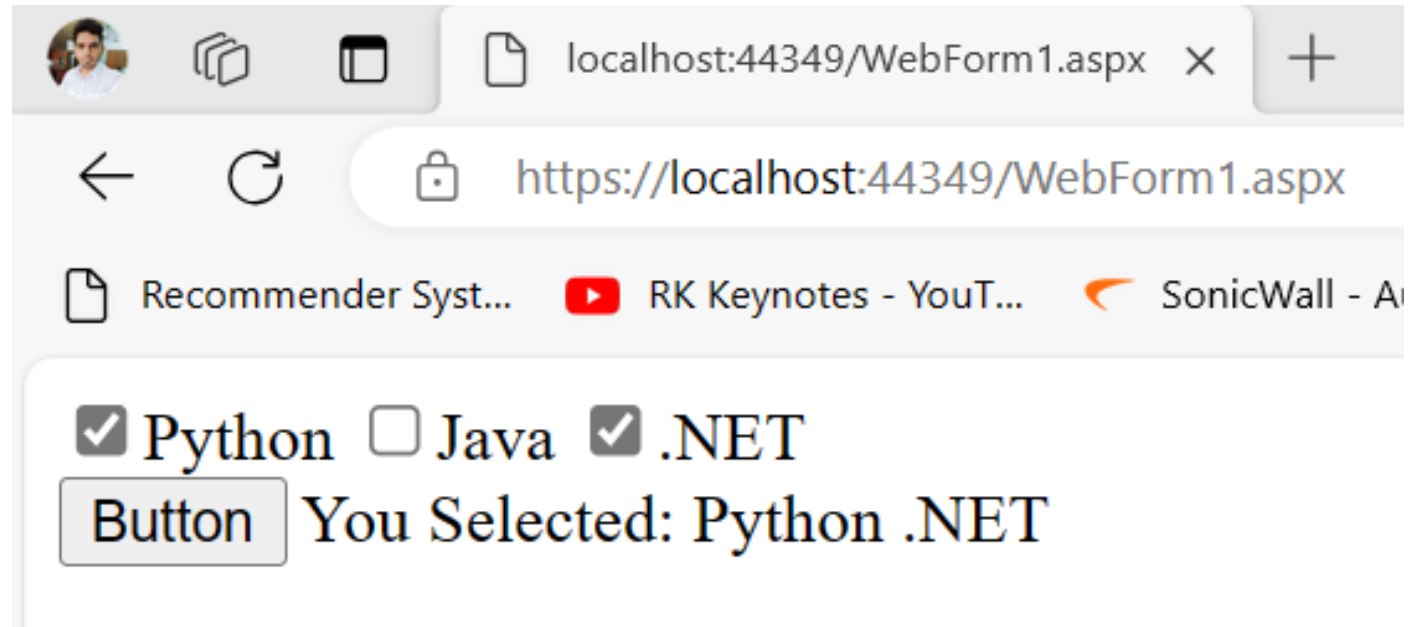 localhost:44349/WebForm1.aspx
https://localhost:44349/WebForm1.aspx
Recommender Syst... RK Keynotes - YouT... SonicWall - Au
Python Java .NET
Button You Selected: Python .NET